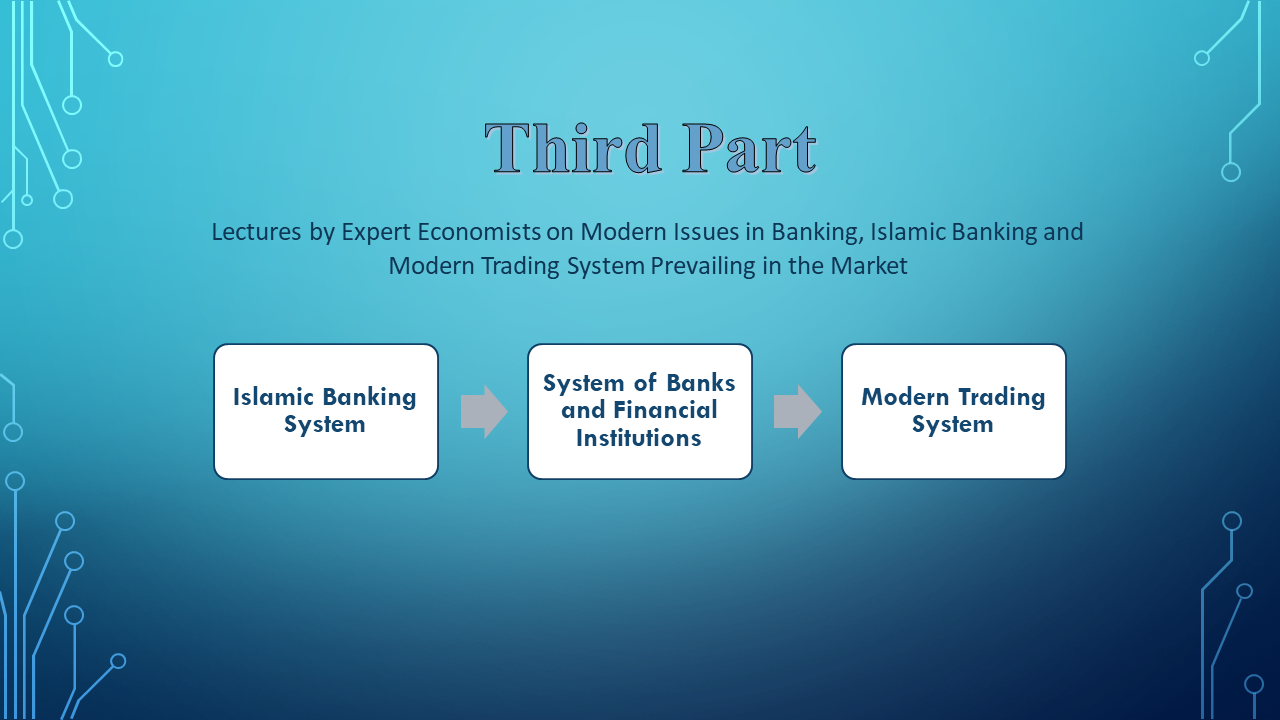 Third Part
Lectures by Expert Economists on Modern Issues in Banking, Islamic Banking and
Modern Trading System Prevailing in the Market
Islamic Banking
System
System of Banks
and Financial
Institutions
Modern Trading
System